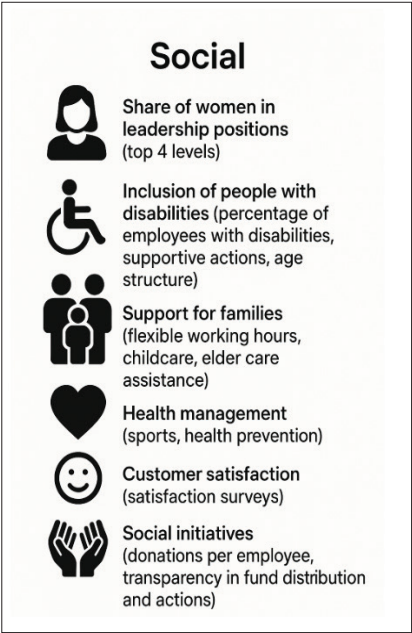 Social
Share of women in
leadership positions
(top 4 levels)
Inclusion of people with
disabilities (percentage of
employees with disabilities,
supportive actions, age
structure)
Support for families
(flexible working hours,
childcare, elder care
assistance)
Health management
(sports, health prevention)
Customer satisfaction
(satisfaction surveys)
Social initiatives
(donations per employee,
transparency in fund distribution
and actions)